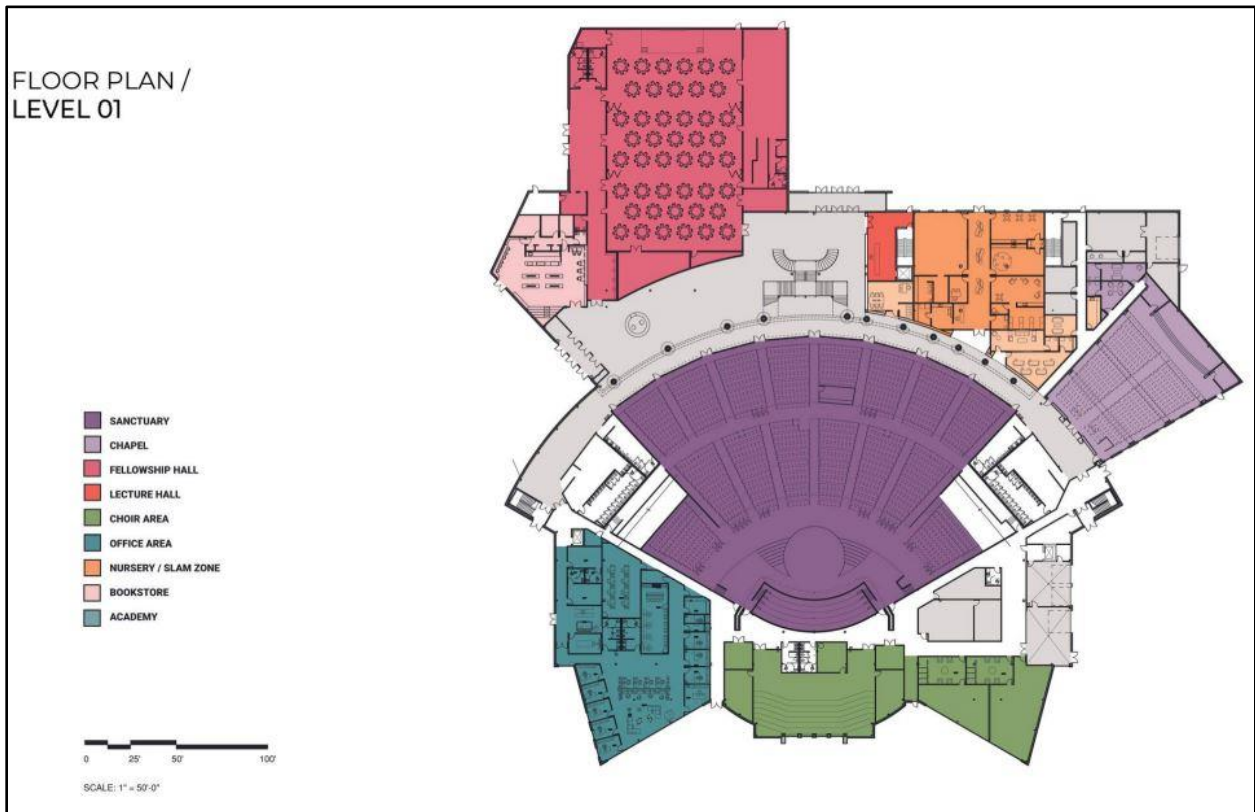 FLOOR PLAN /
LEVEL 01
SANCTUARY
CHAPEL
FELLOWSHIP HALL
LECTURE HALL
CHOIR AREA
OFFICE AREA
NURSERY / SLAM ZONE
BOOKSTORE
ACADEMY
0 25' 50' 100'
SCALE: 1" = 50'-0"